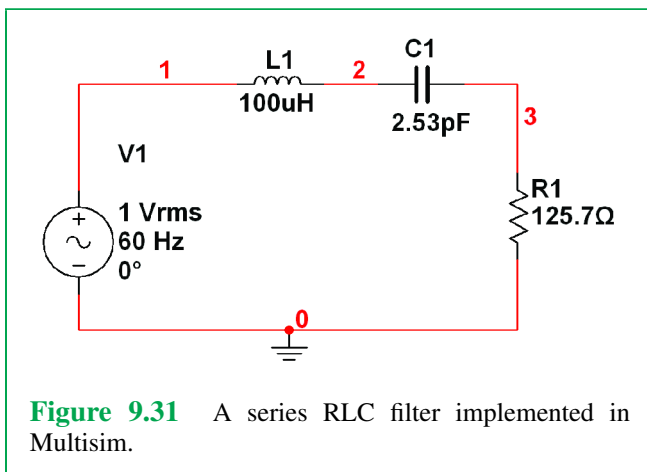 L1
C1
1
2
100uH
2.53pF
3
V1
R1
1 Vrms
125.7Ω
60 Hz
0°
0
Figure 9.31 A series RLC filter implemented in
Multisim.